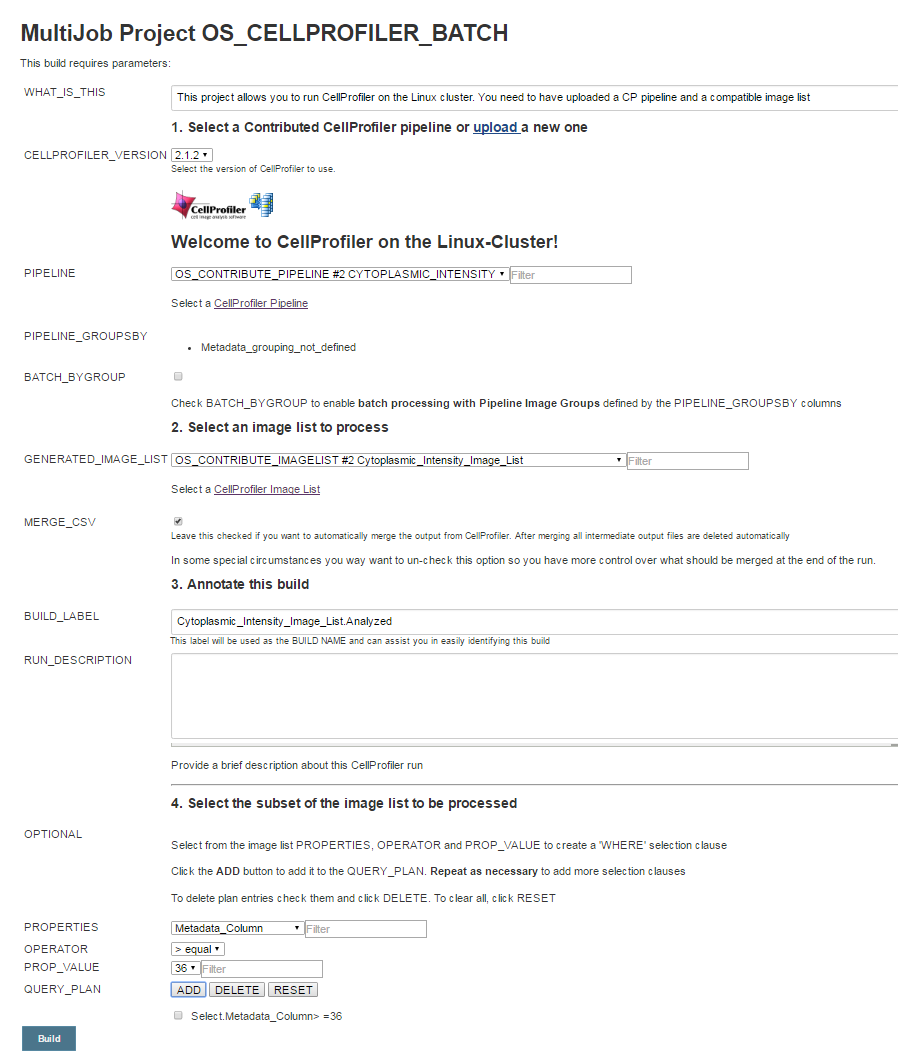 MultiJob Project OS_CELLPROFILER_BATCH
This build requires parameters:
WHAT_IS_THIS
This project allows you to run CellProfiler on the Linux cluster. You need to have uploaded a CP pipeline and a compatible image list
1. Select a Contributed CellProfiler pipeline or upload a new one
CELLPROFILER_VERSION 2.1.2
Select the version of CellProfiler to use.
CellProfiler
cell image analysis software
Welcome to CellProfiler on the Linux-Cluster!
PIPELINE OS_CONTRIBUTE_PIPELINE #2 CYTOPLASMIC_INTENSITY Filter
Select a CellProfiler Pipeline
PIPELINE_GROUPSBY
• Metadata_grouping_not_defined
BATCH_BYGROUP
Check BATCH_BYGROUP to enable batch processing with Pipeline Image Groups defined by the PIPELINE_GROUPSBY columns
2. Select an image list to process
GENERATED_IMAGE_LIST OS_CONTRIBUTE_IMAGELIST #2 Cytoplasmic_Intensity_Image_List Filter
Select a CellProfiler Image List
MERGE_CSV
Leave this checked if you want to automatically merge the output from CellProfiler. After merging all intermediate output files are deleted automatically
In some special circumstances you way want to un-check this option so you have more control over what should be merged at the end of the run.
3. Annotate this build
BUILD_LABEL Cytoplasmic_Intensity_Image_List.Analyzed
This label will be used as the BUILD NAME and can assist you in easily identifying this build
RUN_DESCRIPTION
Provide a brief description about this CellProfiler run
4. Select the subset of the image list to be processed
OPTIONAL
Select from the image list PROPERTIES, OPERATOR and PROP_VALUE to create a 'WHERE' selection clause
Click the ADD button to add it to the QUERY_PLAN. Repeat as necessary to add more selection clauses
To delete plan entries check them and click DELETE. To clear all, click RESET
PROPERTIES Metadata_Column Filter
OPERATOR > equal
PROP_VALUE 36 Filter
QUERY_PLAN ADD DELETE RESET
Select.Metadata_Column> =36
Build